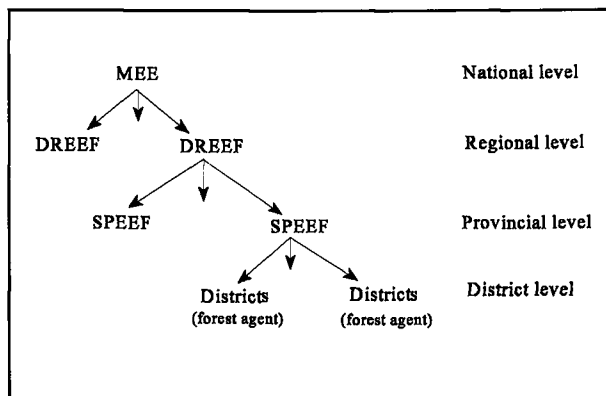 MEE National level
DREEF DREEF Regional level
SPEEF SPEEF Provincial level
Districts Districts District level
(forest agent) (forest agent)